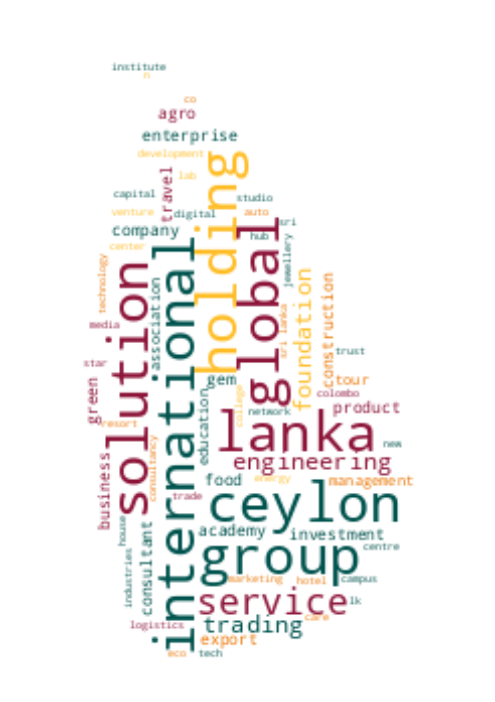 institute
n
co
agro
enterprise
development
holding
lab
travel
capital
studio
venture
digital
auto
sri
company
global
hub
center
international
jewellery
technology
solution
association
foundation
construction
sri lanka
media
trust
star
gem
tour
green
education
college
colombo
product
network
resort
lanka
new
consultancy
engineering
business
food
energy
management
trade
ceylon
house
consultant
academy
investment
group
centre
industries
marketing
hotel
campus
service
lk
logistics
trading
care
export
eco
tech